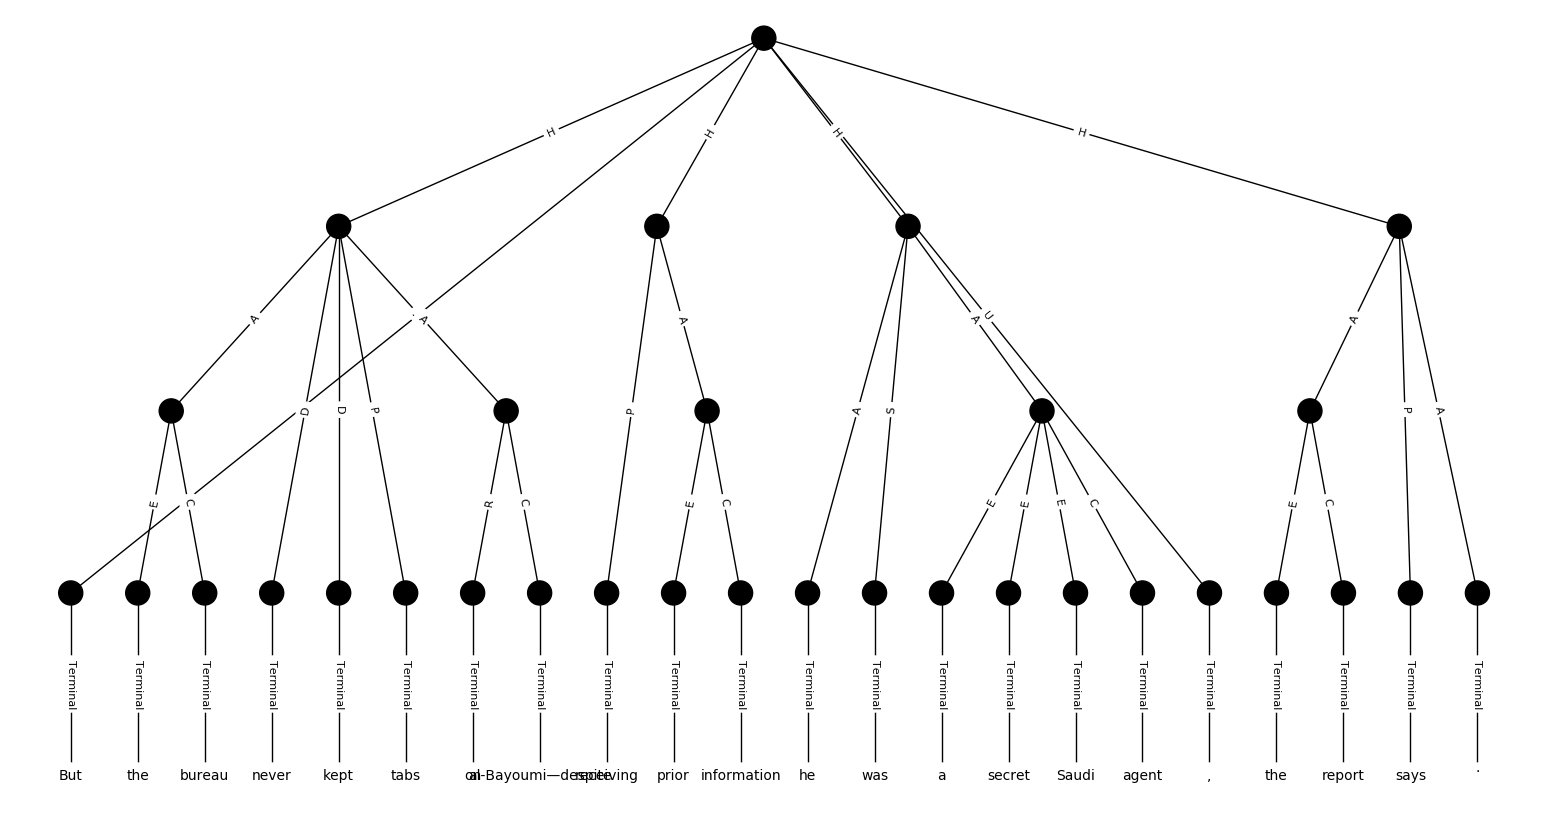 H H H H
A D D P A . P A A S A U A P A
E C R C E C E E E C E C
Terminal Terminal Terminal Terminal Terminal Terminal Terminal Terminal Terminal Terminal Terminal Terminal Terminal Terminal Terminal Terminal Terminal Terminal Terminal Terminal Terminal Terminal
But the bureau never kept tabs on al-Bayoumi—despite receiving prior information he was a secret Saudi agent , the report says .